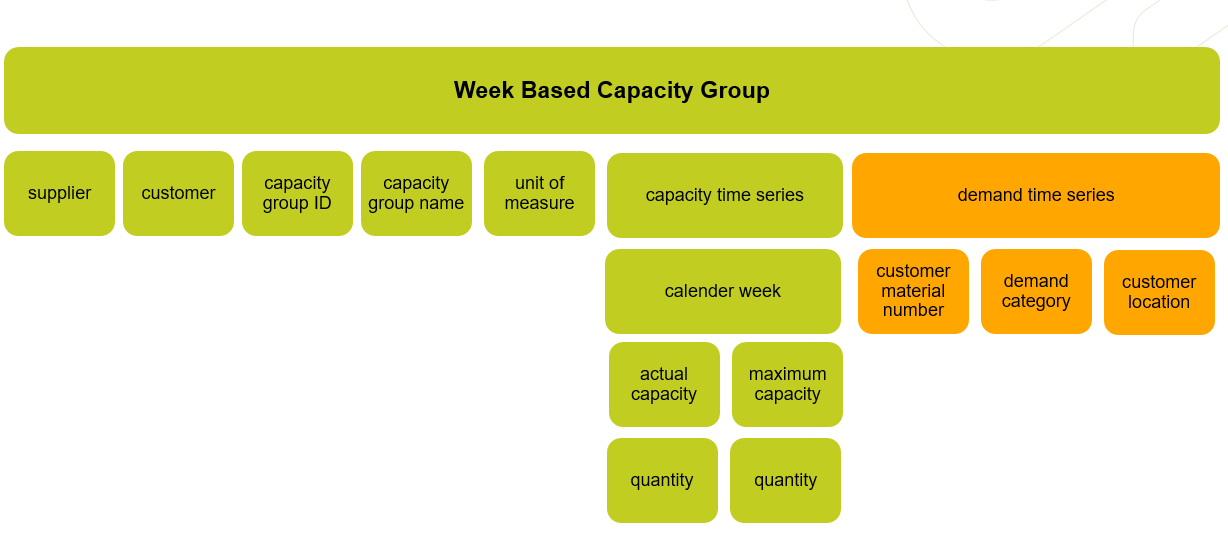 Week Based Capacity Group
supplier
customer
capacity
group ID
capacity
group name
unit of
measure
capacity time series
demand time series
calender week
customer
material
number
demand
category
customer
location
actual
capacity
maximum
capacity
quantity
quantity